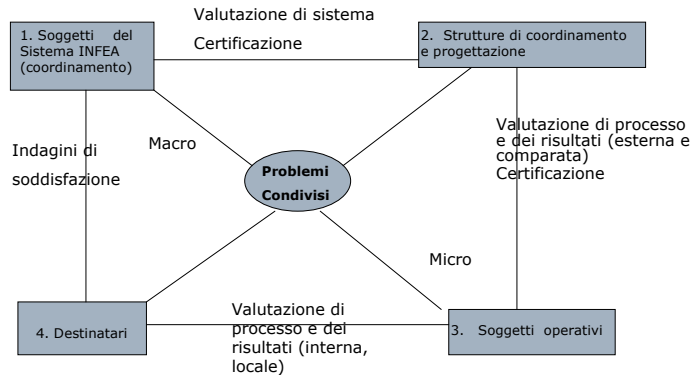 Valutazione di sistema
Certificazione
1. Soggetti del
Sistema INFEA
(coordinamento)
2. Strutture di coordinamento
e progettazione
Indagini di
soddisfazione
Macro
Problemi
Condivisi
Valutazione di processo
e dei risultati (esterna e
comparata)
Certificazione
Micro
4. Destinatari
Valutazione di
processo e dei
risultati (interna,
locale)
3. Soggetti operativi